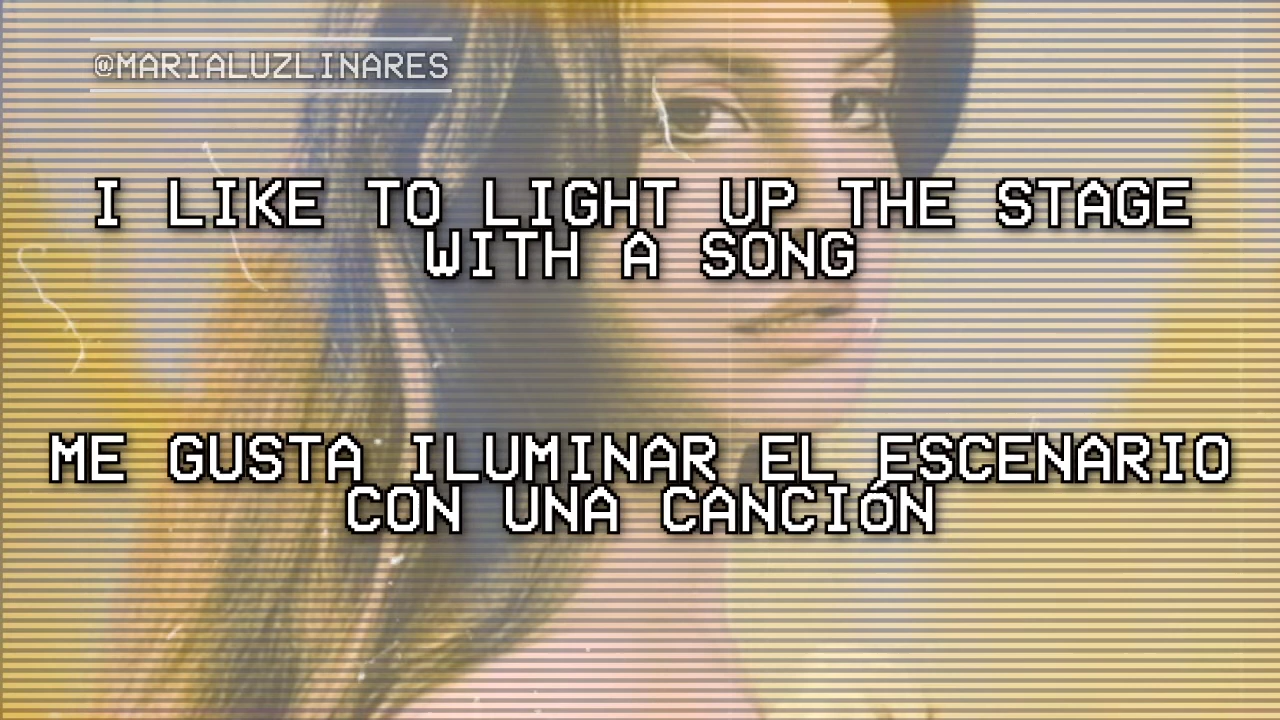 @MARIALUZLINARES
I LIKE TO LIGHT UP THE STAGE
WITH A SONG
ME GUSTA ILUMINAR EL ESCENARIO
CON UNA CANCIÓN